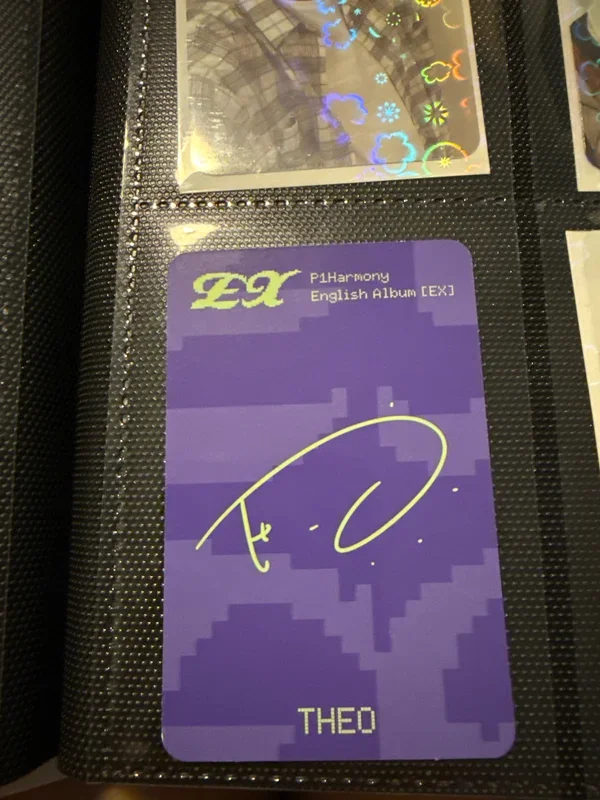 EX
P1Harmony
English Album [EX]
THEO